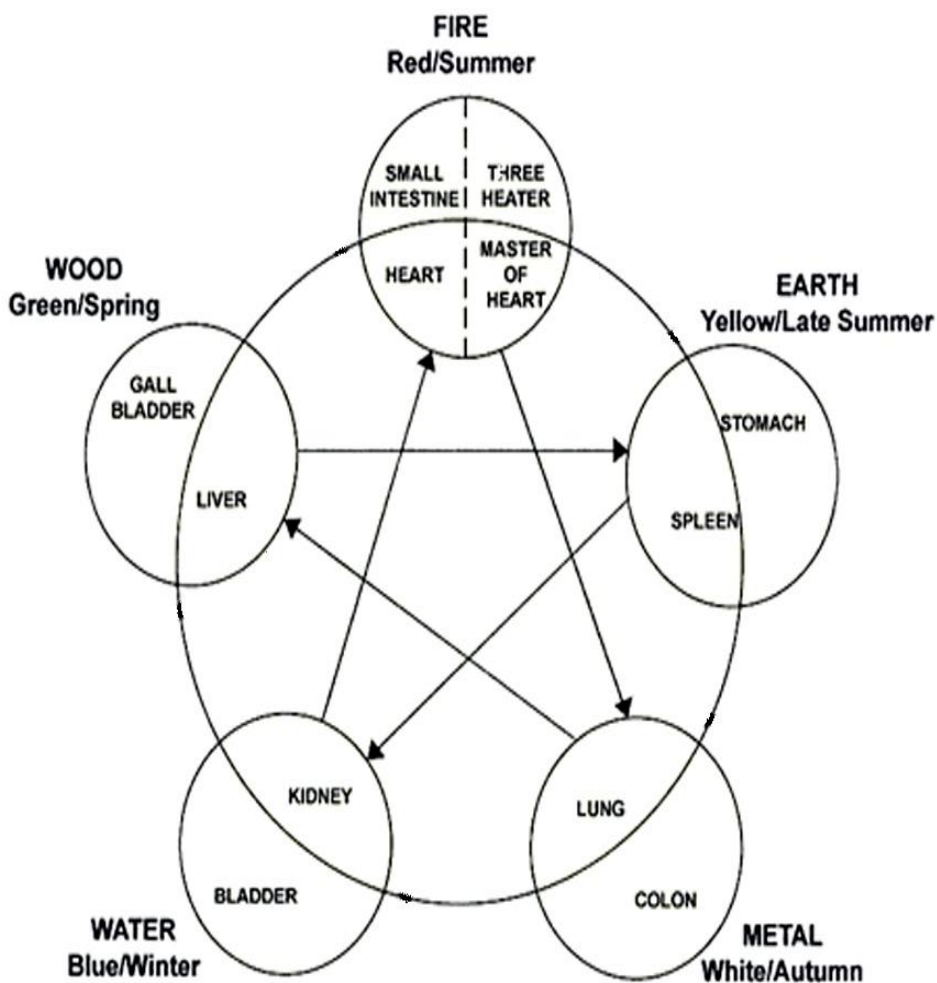 FIRE
Red/Summer
SMALL
INTESTINE
THREE
HEATER
HEART
MASTER
OF
HEART
WOOD
Green/Spring
GALL
BLADDER
LIVER
EARTH
Yellow/Late Summer
STOMACH
SPLEEN
KIDNEY
BLADDER
WATER
Blue/Winter
LUNG
COLON
METAL
White/Autumn